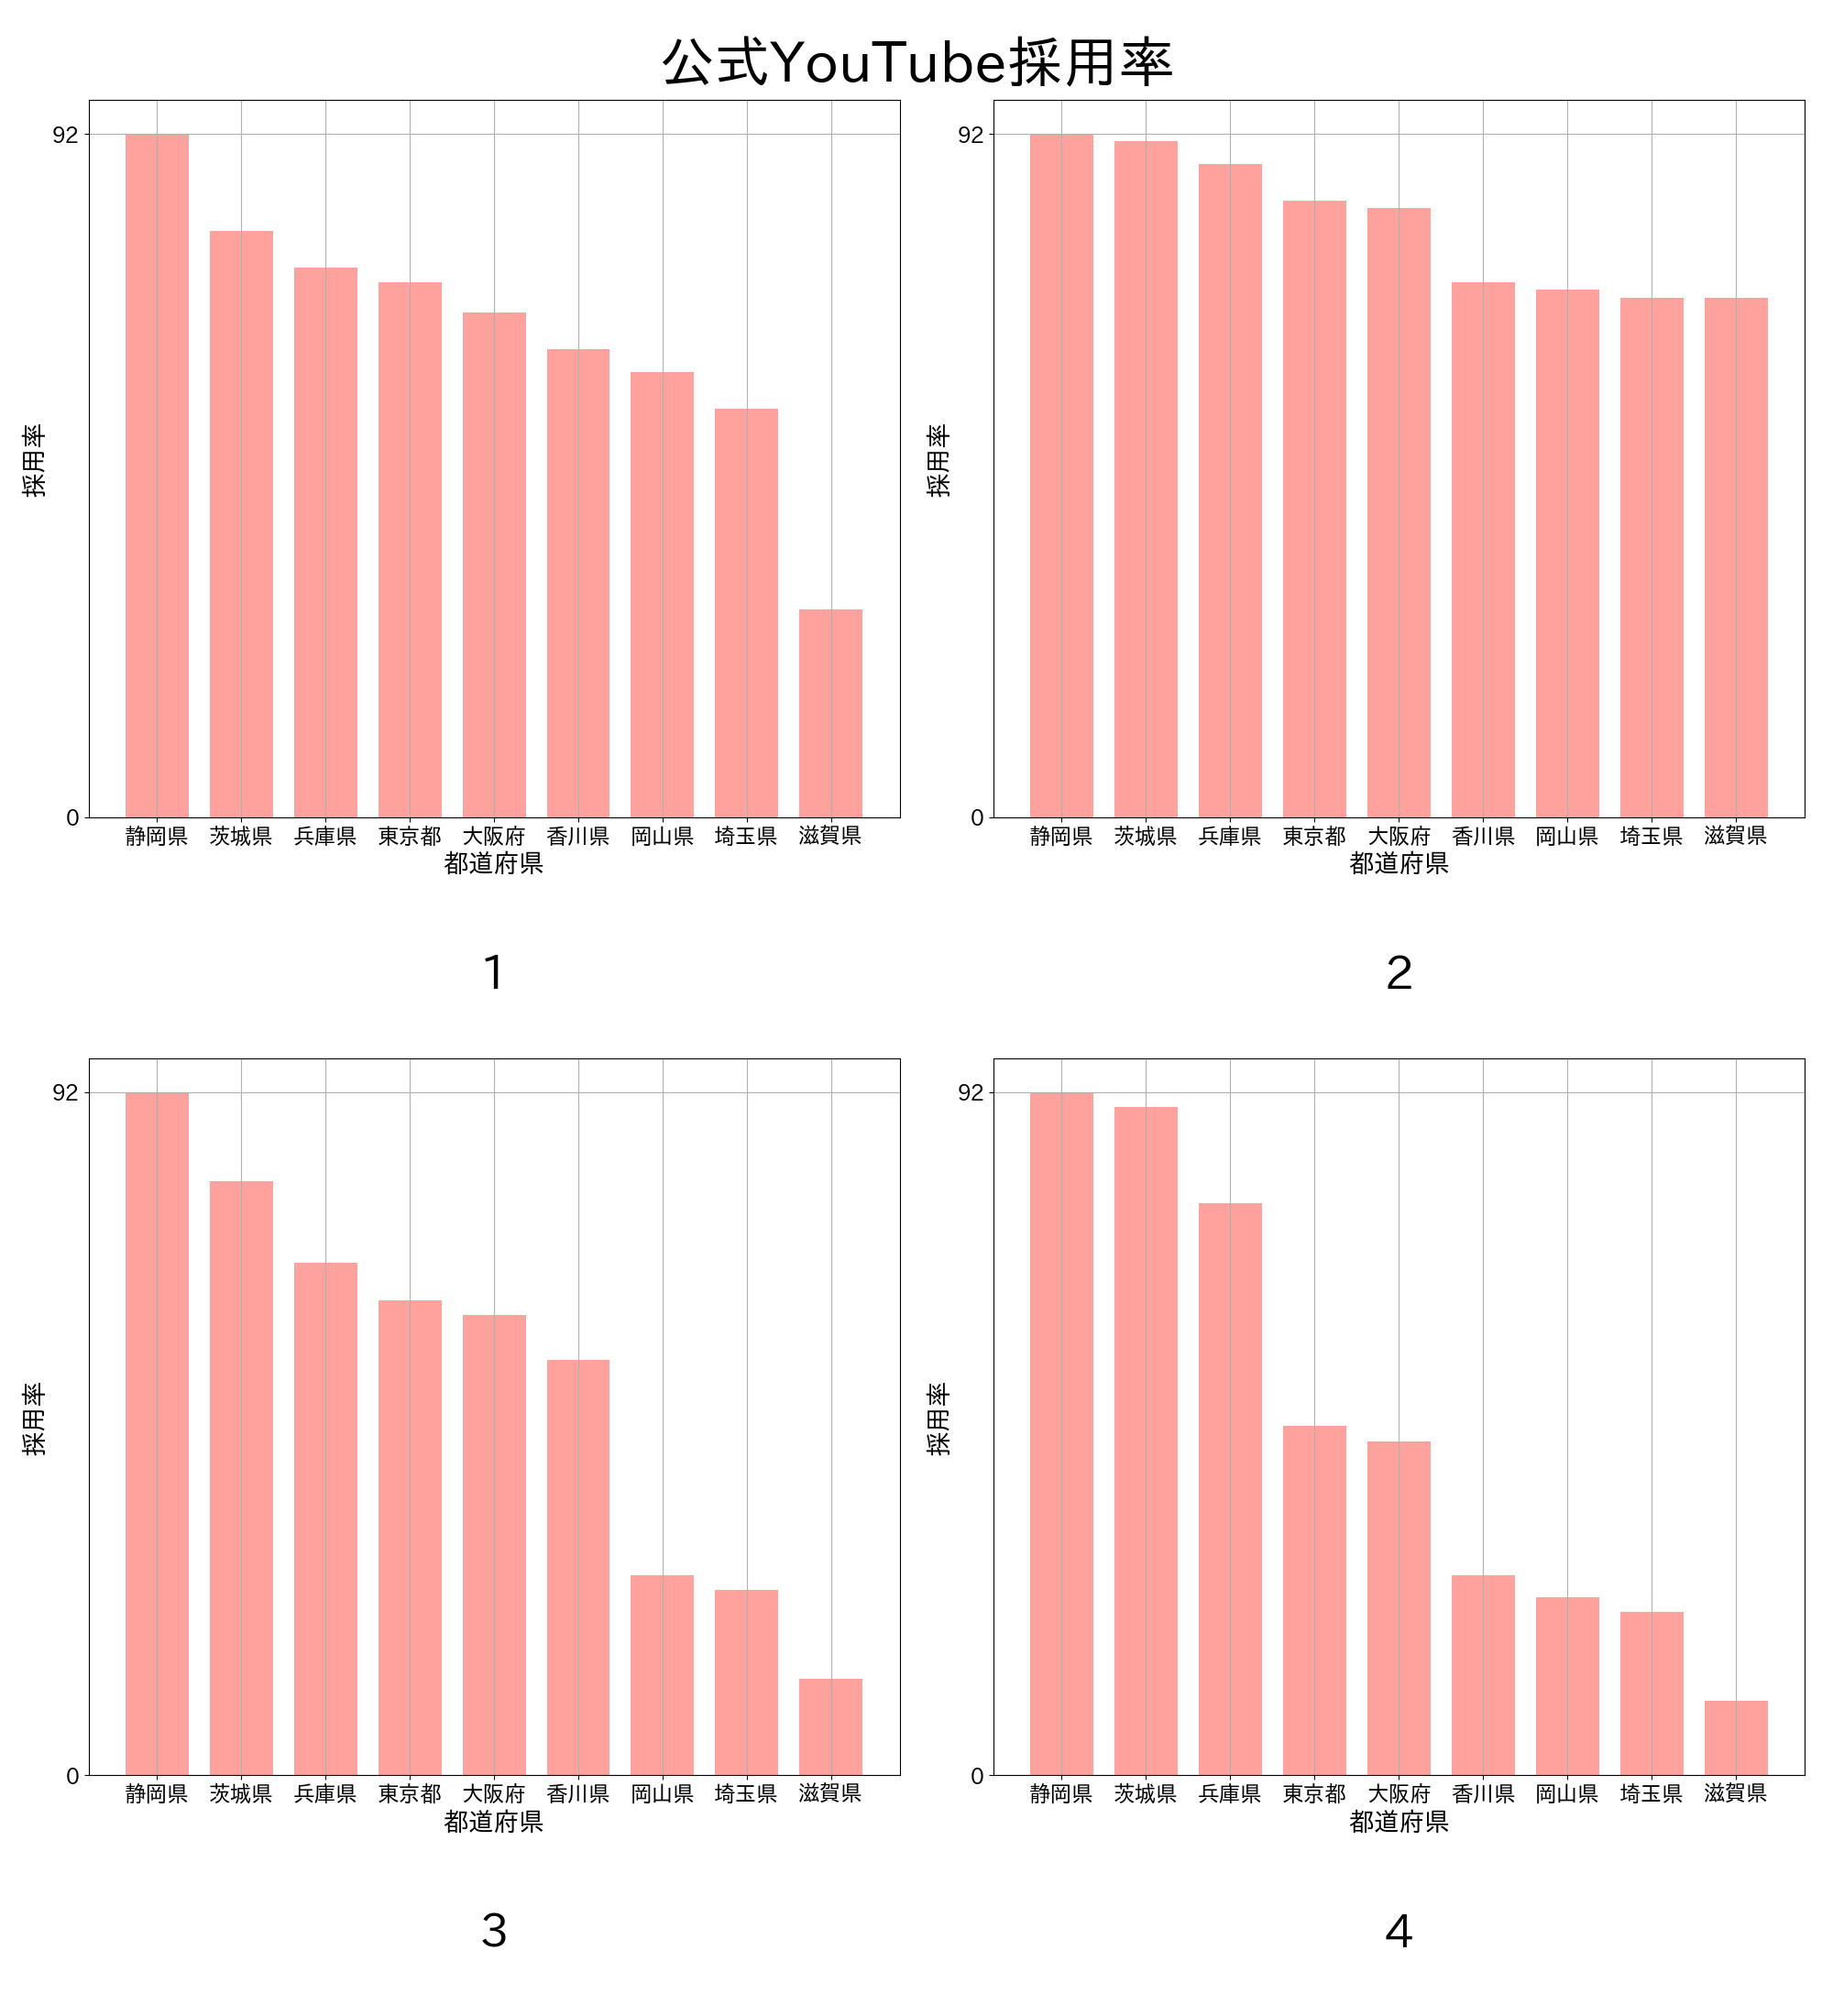 公式YouTube採用率
92
0
採用率
静岡県 茨城県 兵庫県 東京都 大阪府 香川県 岡山県 埼玉県 滋賀県
都道府県
1
92
0
採用率
静岡県 茨城県 兵庫県 東京都 大阪府 香川県 岡山県 埼玉県 滋賀県
都道府県
2
92
0
採用率
静岡県 茨城県 兵庫県 東京都 大阪府 香川県 岡山県 埼玉県 滋賀県
都道府県
3
92
0
採用率
静岡県 茨城県 兵庫県 東京都 大阪府 香川県 岡山県 埼玉県 滋賀県
都道府県
4